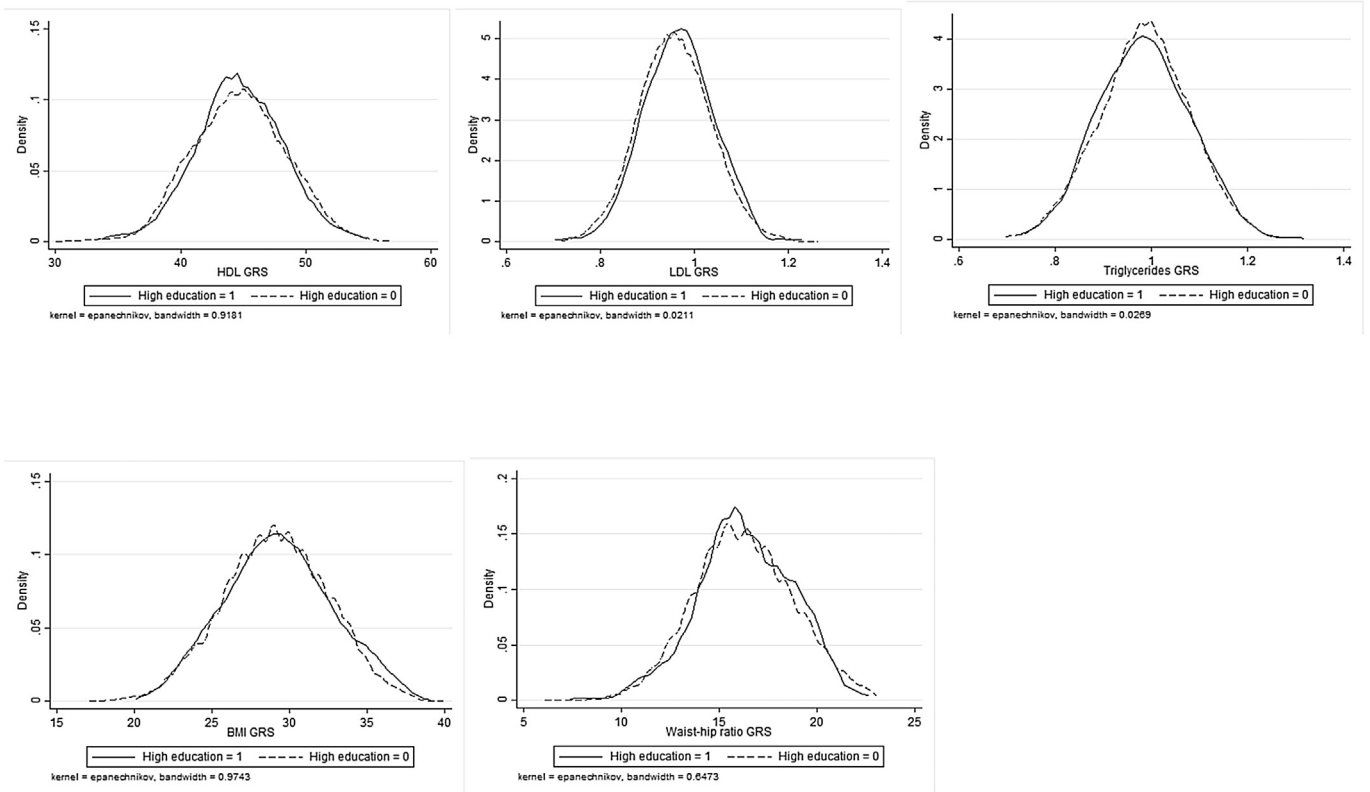 Density
0 .05 .1 .15
30 40 50 60
HDL GRS
High education = 1 High education = 0
kernel = epanechnikov, bandwidth = 0.9181
Density
0 1 2 3 4 5
.6 .8 1 1.2 1.4
LDL GRS
High education = 1 High education = 0
kernel = epanechnikov, bandwidth = 0.0211
Density
0 1 2 3 4
.6 .8 1 1.2 1.4
Triglycerides GRS
High education = 1 High education = 0
kernel = epanechnikov, bandwidth = 0.0269
Density
0 .05 .1 .15
15 20 25 30 35 40
BMI GRS
High education = 1 High education = 0
kernel = epanechnikov, bandwidth = 0.9743
Density
0 .05 .1 .15 .2
5 10 15 20 25
Waist-hip ratio GRS
High education = 1 High education = 0
kernel = epanechnikov, bandwidth = 0.6473